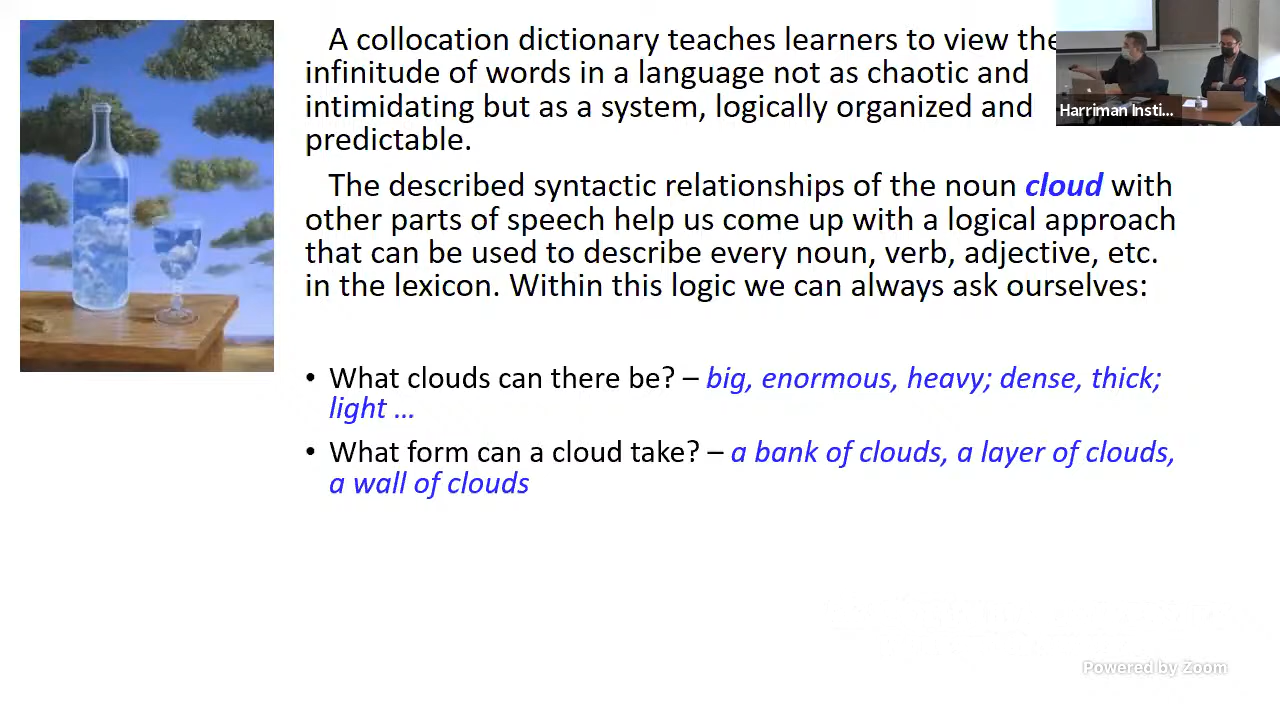 A collocation dictionary teaches learners to view the
infinitude of words in a language not as chaotic and
intimidating but as a system, logically organized and
predictable.
The described syntactic relationships of the noun cloud with
other parts of speech help us come up with a logical approach
that can be used to describe every noun, verb, adjective, etc.
in the lexicon. Within this logic we can always ask ourselves:
• What clouds can there be? – big, enormous, heavy; dense, thick;
light ...
• What form can a cloud take? – a bank of clouds, a layer of clouds,
a wall of clouds
Harriman Insti...
Powered by Zoom